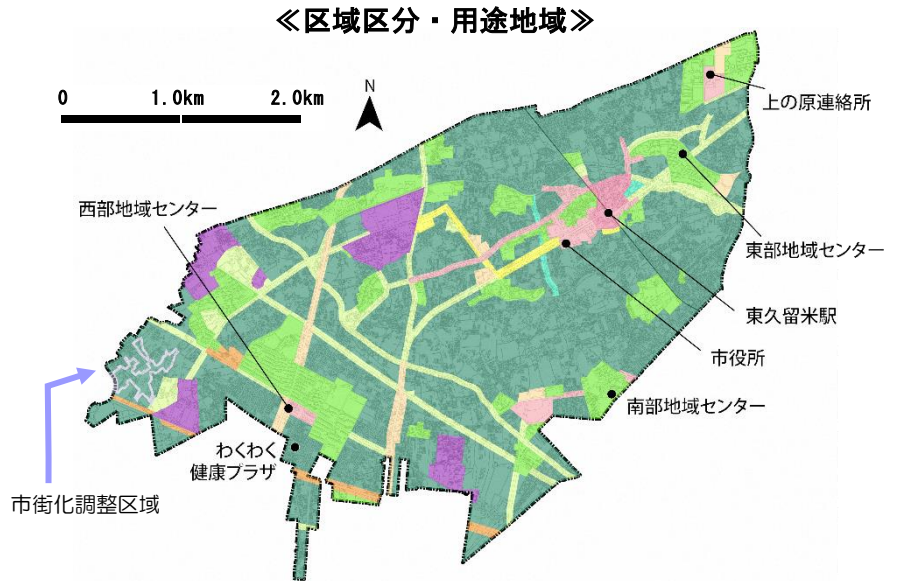 ≪区域区分・用途地域≫
0 1.0km 2.0km
N
上の原連絡所
西部地域センター
東部地域センター
東久留米駅
市役所
南部地域センター
わくわく
健康プラザ
市街化調整区域